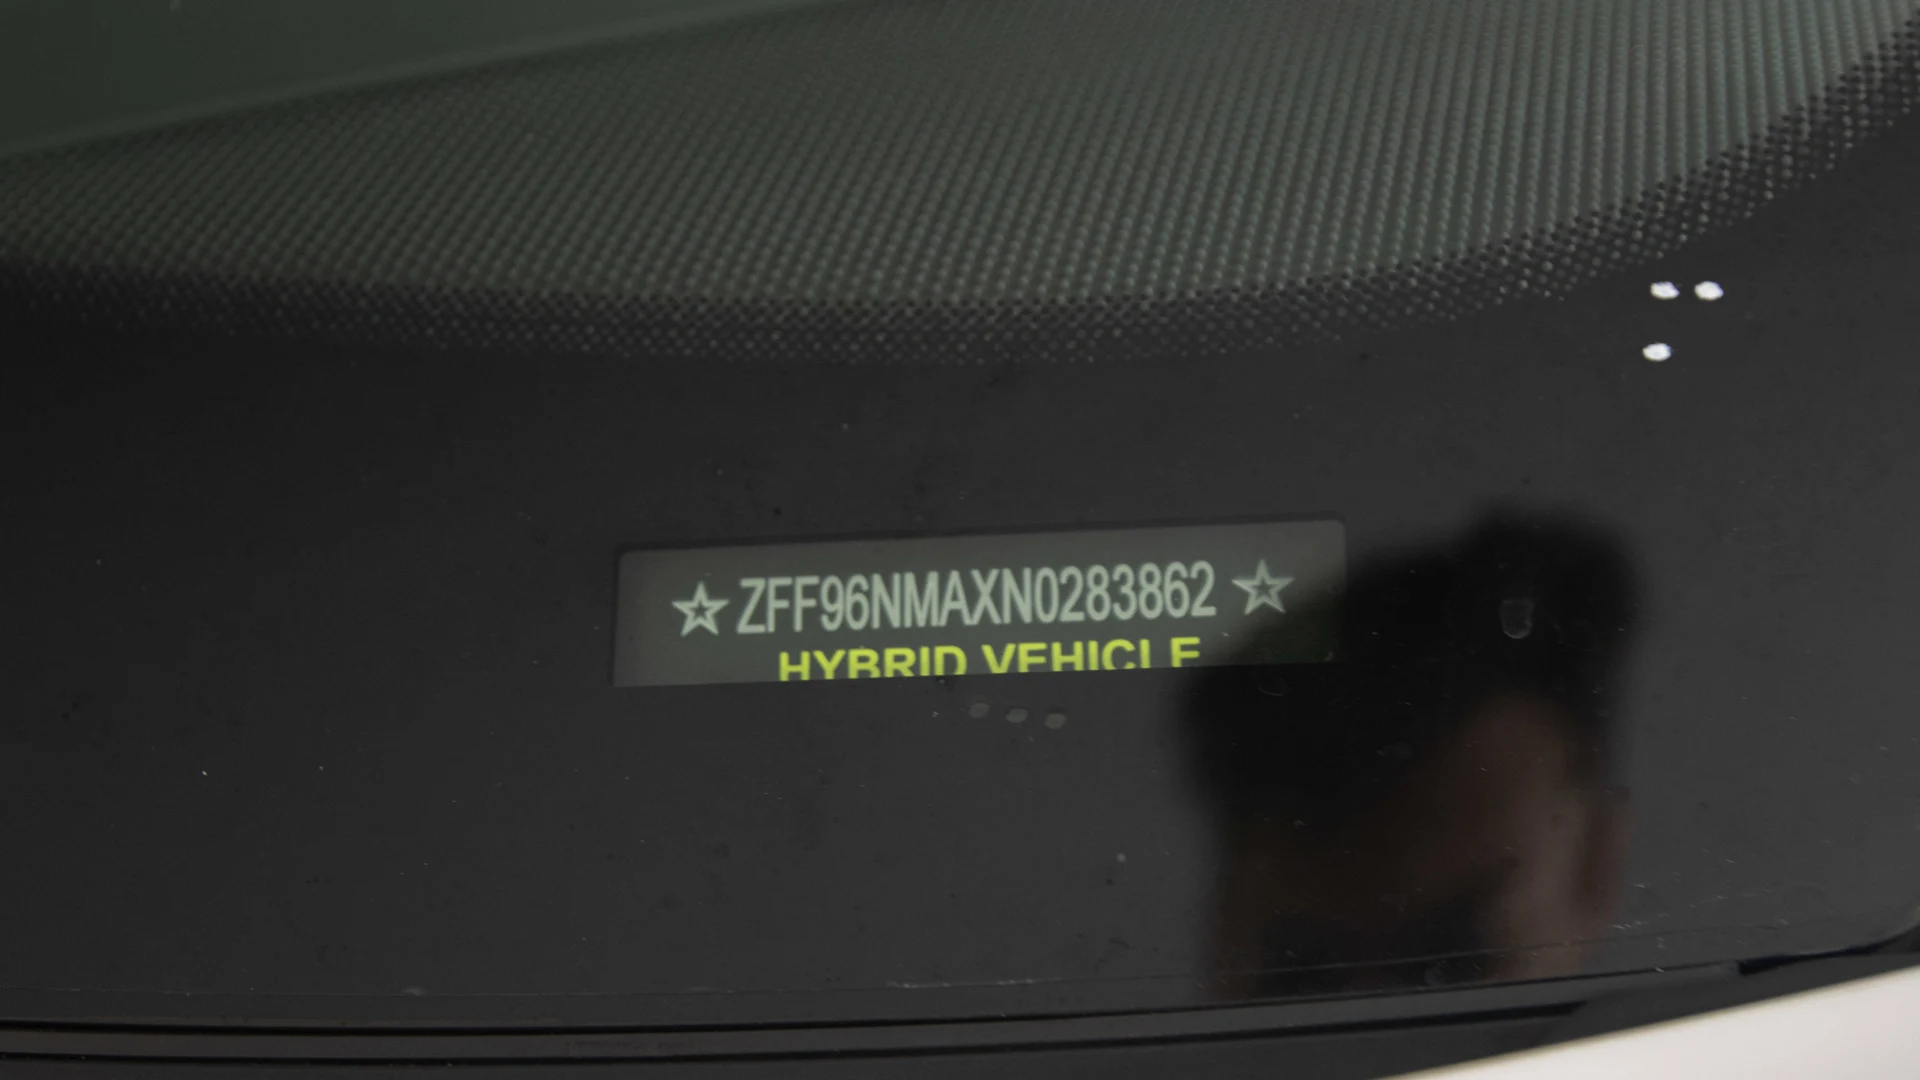 ☆ ZFF96NMAXN0283862 ☆
HYBRID VEHICLE